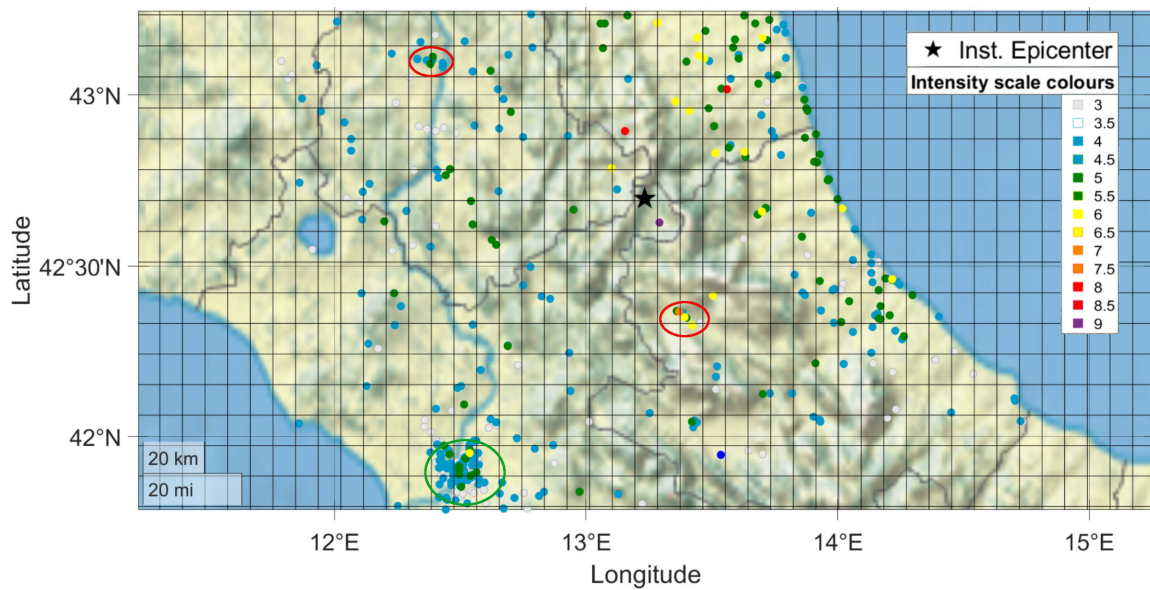 Inst. Epicenter
Intensity scale colours
3
3.5
4
4.5
5
5.5
6
6.5
7
7.5
8
8.5
9
43°N
42°30'N
42°N
Latitude
20 km
20 mi
12°E
13°E
14°E
15°E
Longitude